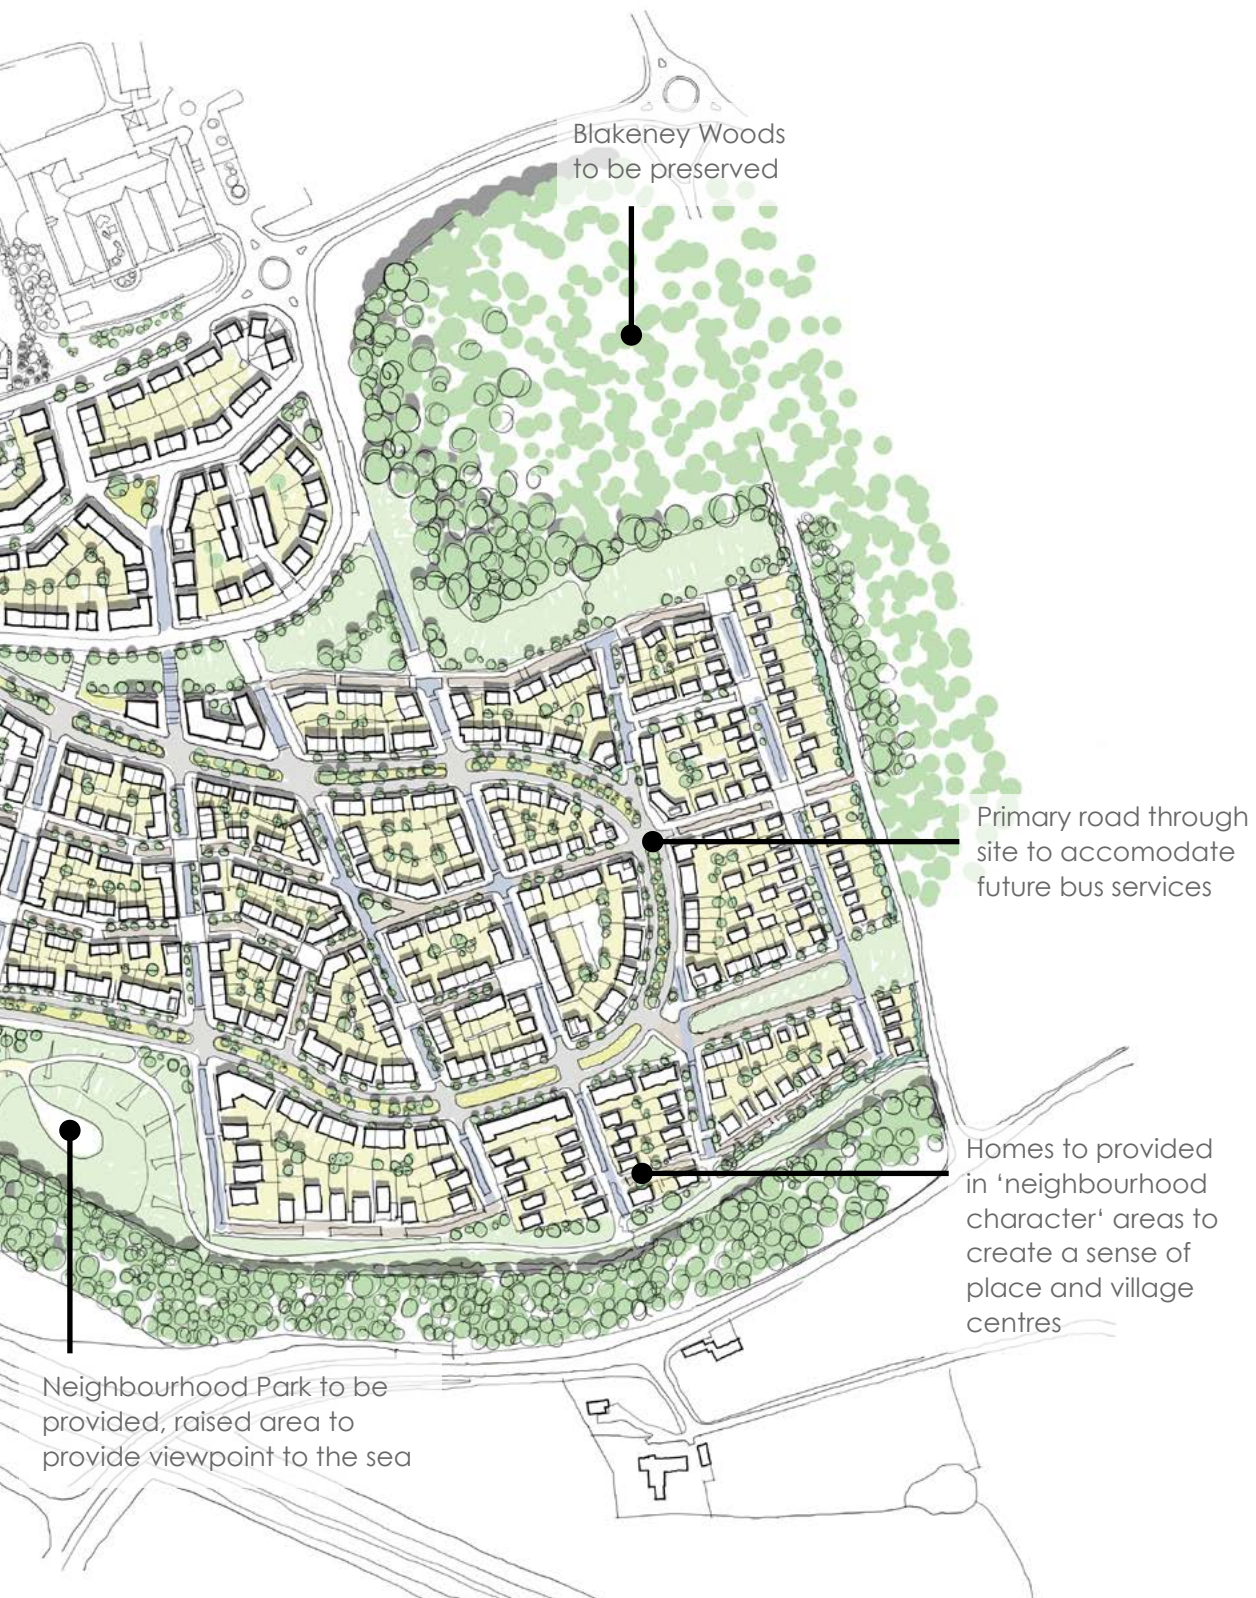 Blakeney Woods
to be preserved
Primary road through
site to accomodate
future bus services
Homes to provided
in ‘neighbourhood
character‘ areas to
create a sense of
place and village
centres
Neighbourhood Park to be
provided, raised area to
provide viewpoint to the sea